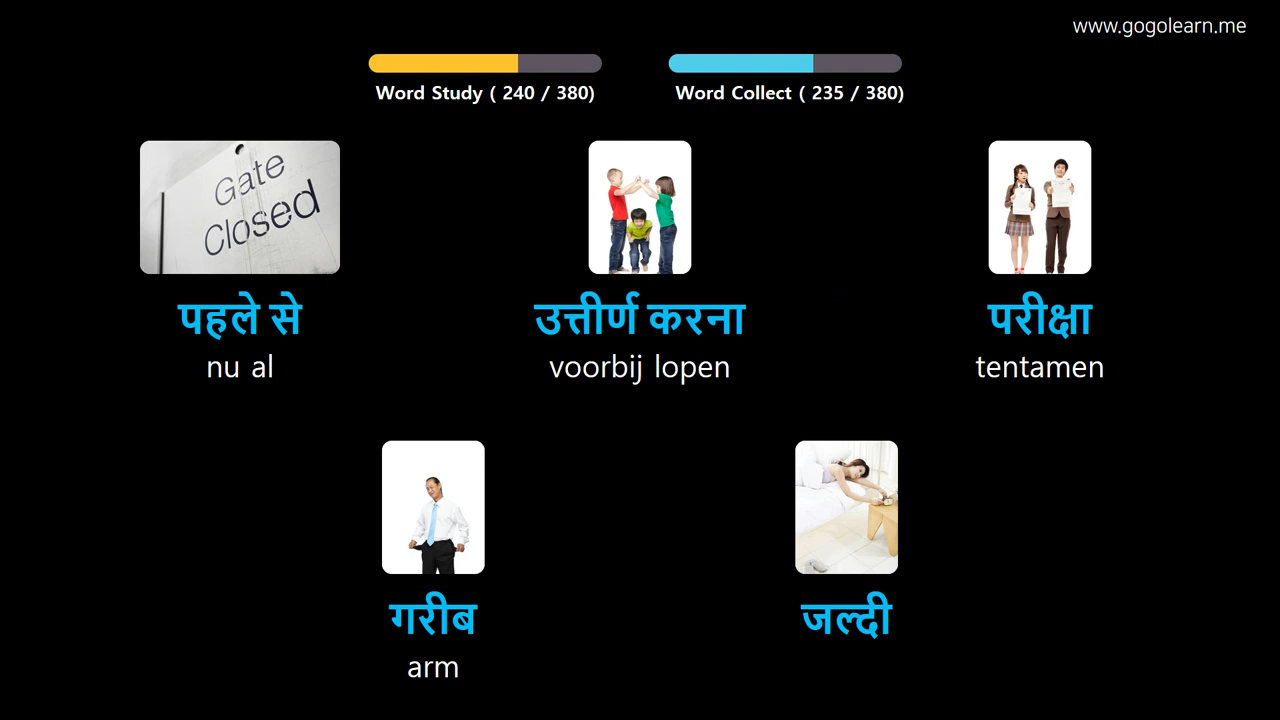 www.gogolearn.me
Word Study ( 240 / 380)
Word Collect ( 235 / 380)
Gate
Closed
पहले से
nu al
उत्तीर्ण करना
voorbij lopen
परीक्षा
tentamen
गरीब
arm
जल्दी